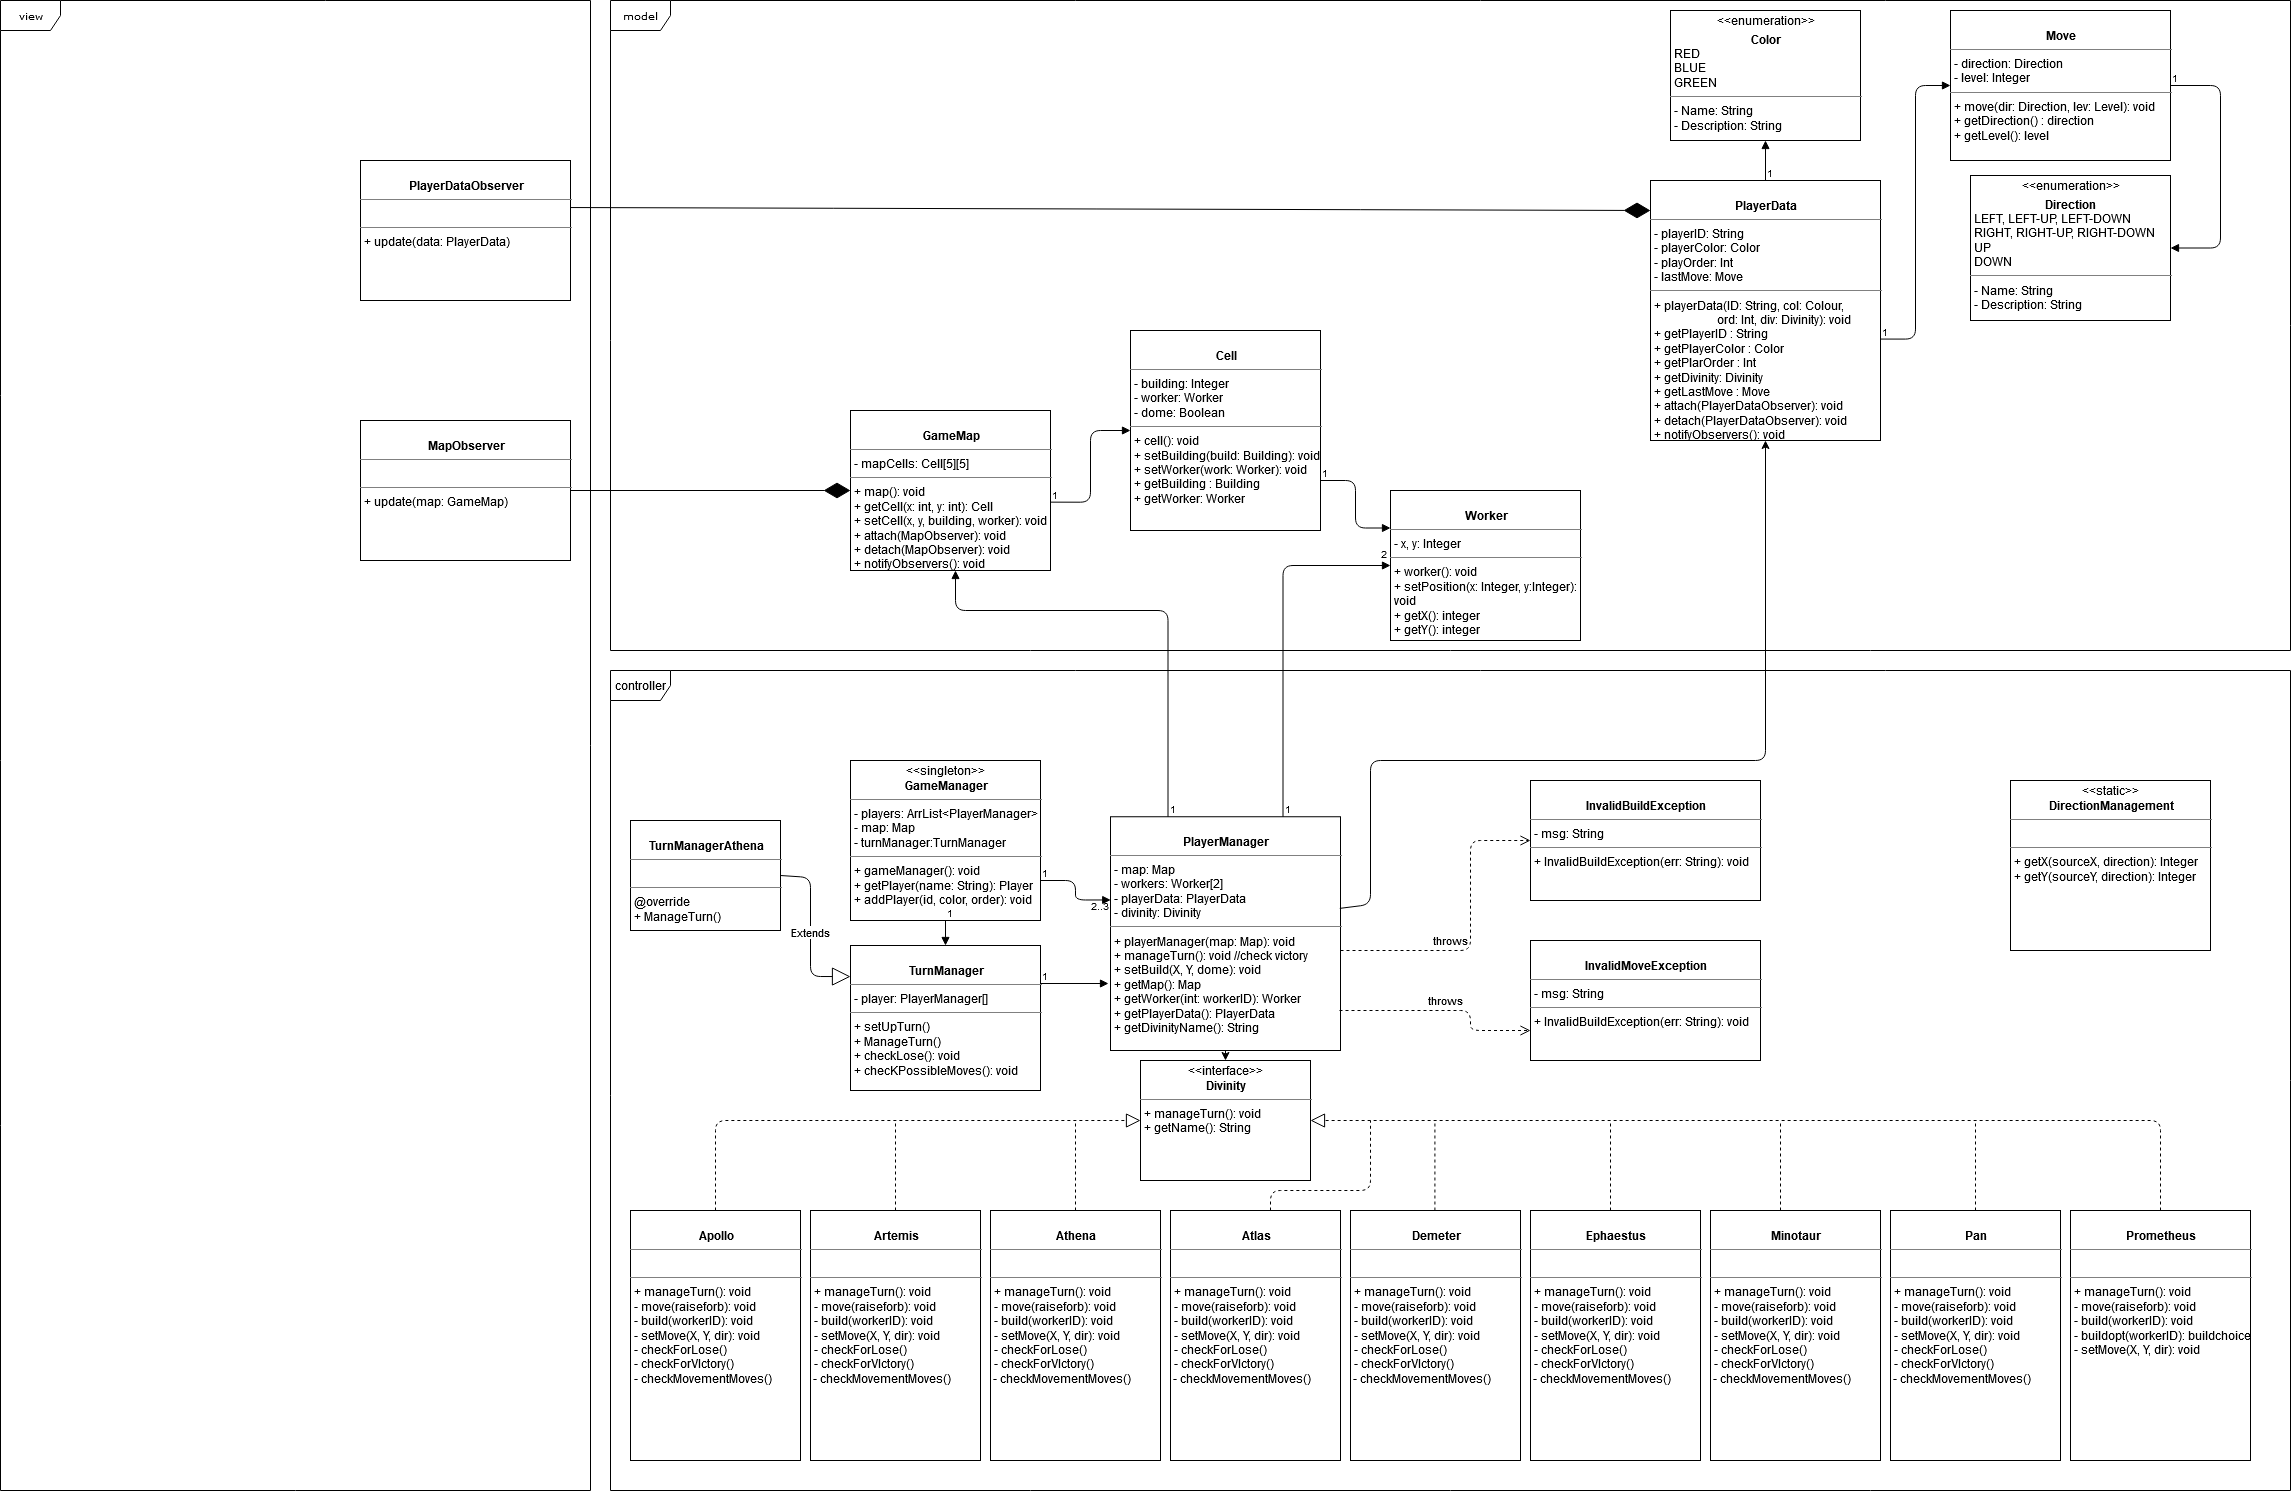 view
PlayerDataObserver
+ update(data: PlayerData)
MapObserver
+ update(map: GameMap)
model
<<enumeration>>
Color
RED
BLUE
GREEN
- Name: String
- Description: String
1
Move
- direction: Direction
- level: Integer
+ move(dir: Direction, lev: Level): void
+ getDirection() : direction
+ getLevel(): level
1
<<enumeration>>
Direction
LEFT, LEFT-UP, LEFT-DOWN
RIGHT, RIGHT-UP, RIGHT-DOWN
UP
DOWN
- Name: String
- Description: String
PlayerData
- playerID: String
- playerColor: Color
- playOrder: Int
- lastMove: Move
+ playerData(ID: String, col: Colour,
ord: Int, div: Divinity): void
+ getPlayerID : String
+ getPlayerColor : Color
+ getPlarOrder : Int
+ getDivinity: Divinity
+ getLastMove : Move
+ attach(PlayerDataObserver): void
+ detach(PlayerDataObserver): void
+ notifyObservers(): void
1
Cell
- building: Integer
- worker: Worker
- dome: Boolean
+ cell(): void
+ setBuilding(build: Building): void
+ setWorker(work: Worker): void
+ getBuilding : Building
+ getWorker: Worker
1
GameMap
- mapCells: Cell[5][5]
+ map(): void
+ getCell(x: int, y: int): Cell
+ setCell(x, y, building, worker): void
+ attach(MapObserver): void
+ detach(MapObserver): void
+ notifyObservers(): void
1
Worker
- x, y: Integer
+ worker(): void
+ setPosition(x: Integer, y:Integer):
void
+ getX(): integer
+ getY(): integer
2
controller
TurnManagerAthena
@override
+ ManageTurn()
Extends
<<singleton>>
GameManager
- players: ArrList<PlayerManager>
- map: Map
- turnManager:TurnManager
+ gameManager(): void
+ getPlayer(name: String): Player
+ addPlayer(id, color, order): void
1
1
2..3
TurnManager
- player: PlayerManager[]
+ setUpTurn()
+ ManageTurn()
+ checkLose(): void
+ checKPossibleMoves(): void
1
1
1
PlayerManager
- map: Map
- workers: Worker[2]
- playerData: PlayerData
- divinity: Divinity
+ playerManager(map: Map): void
+ manageTurn(): void //check victory
+ setBuild(X, Y, dome): void
+ getMap(): Map
+ getWorker(int: workerID): Worker
+ getPlayerData(): PlayerData
+ getDivinityName(): String
throws
throws
InvalidBuildException
- msg: String
+ InvalidBuildException(err: String): void
InvalidMoveException
- msg: String
+ InvalidBuildException(err: String): void
<<static>>
DirectionManagement
+ getX(sourceX, direction): Integer
+ getY(sourceY, direction): Integer
<<interface>>
Divinity
+ manageTurn(): void
+ getName(): String
Apollo
+ manageTurn(): void
- move(raiseforb): void
- build(workerID): void
- setMove(X, Y, dir): void
- checkForLose()
- checkForVIctory()
- checkMovementMoves()
Artemis
+ manageTurn(): void
- move(raiseforb): void
- build(workerID): void
- setMove(X, Y, dir): void
- checkForLose()
- checkForVIctory()
- checkMovementMoves()
Athena
+ manageTurn(): void
- move(raiseforb): void
- build(workerID): void
- setMove(X, Y, dir): void
- checkForLose()
- checkForVIctory()
- checkMovementMoves()
Atlas
+ manageTurn(): void
- move(raiseforb): void
- build(workerID): void
- setMove(X, Y, dir): void
- checkForLose()
- checkForVIctory()
- checkMovementMoves()
Demeter
+ manageTurn(): void
- move(raiseforb): void
- build(workerID): void
- setMove(X, Y, dir): void
- checkForLose()
- checkForVIctory()
- checkMovementMoves()
Ephaestus
+ manageTurn(): void
- move(raiseforb): void
- build(workerID): void
- setMove(X, Y, dir): void
- checkForLose()
- checkForVIctory()
- checkMovementMoves()
Minotaur
+ manageTurn(): void
- move(raiseforb): void
- build(workerID): void
- setMove(X, Y, dir): void
- checkForLose()
- checkForVIctory()
- checkMovementMoves()
Pan
+ manageTurn(): void
- move(raiseforb): void
- build(workerID): void
- setMove(X, Y, dir): void
- checkForLose()
- checkForVIctory()
- checkMovementMoves()
Prometheus
+ manageTurn(): void
- move(raiseforb): void
- build(workerID): void
- buildopt(workerID): buildchoice
- setMove(X, Y, dir): void